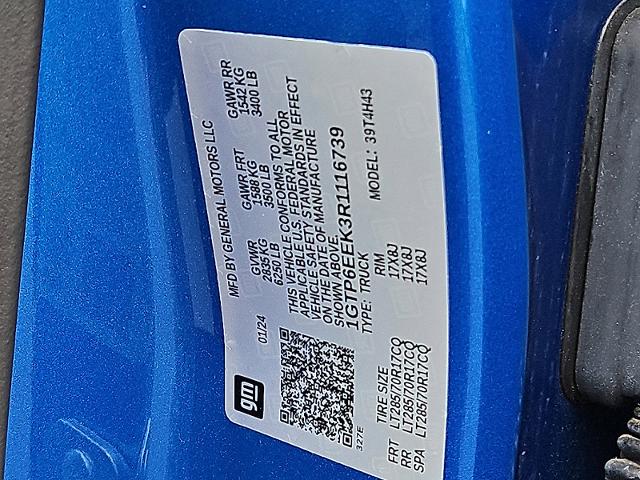 gm 01/24 MFD BY GENERAL MOTORS LLC
GVWR GAWR FRT GAWR RR
2835 KG 1588 KG 1542 KG
6250 LB 3500 LB 3400 LB
THIS VEHICLE CONFORMS TO ALL
APPLICABLE U.S. FEDERAL MOTOR
VEHICLE SAFETY STANDARDS IN EFFECT
ON THE DATE OF MANUFACTURE
SHOWN ABOVE.
1GTP6EEK3R1116739
327E
TYPE: TRUCK MODEL: 39T4H43
TIRE SIZE RIM
FRT LT285/70R17CQ 17X8J
RR LT285/70R17CQ 17X8J
SPA LT285/70R17CQ 17X8J